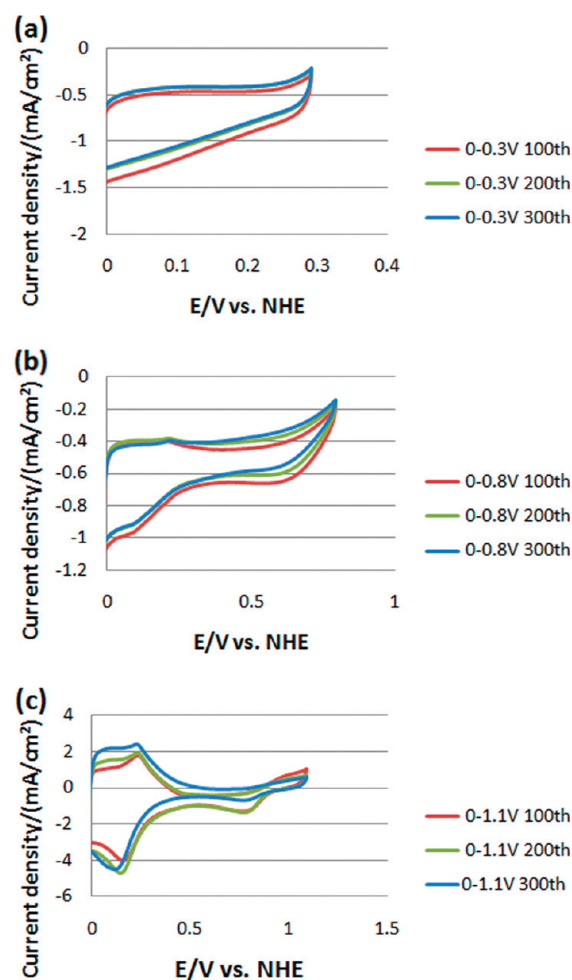 (a)
Current density/(mA/cm²)
0
-0.5
-1
-1.5
-2
0 0.1 0.2 0.3 0.4
E/V vs. NHE
0-0.3V 100th
0-0.3V 200th
0-0.3V 300th
(b)
Current density/(mA/cm²)
0
-0.2
-0.4
-0.6
-0.8
-1
-1.2
0 0.5 1
E/V vs. NHE
0-0.8V 100th
0-0.8V 200th
0-0.8V 300th
(c)
Current density/(mA/cm²)
4
2
0
-2
-4
-6
0 0.5 1 1.5
E/V vs. NHE
0-1.1V 100th
0-1.1V 200th
0-1.1V 300th